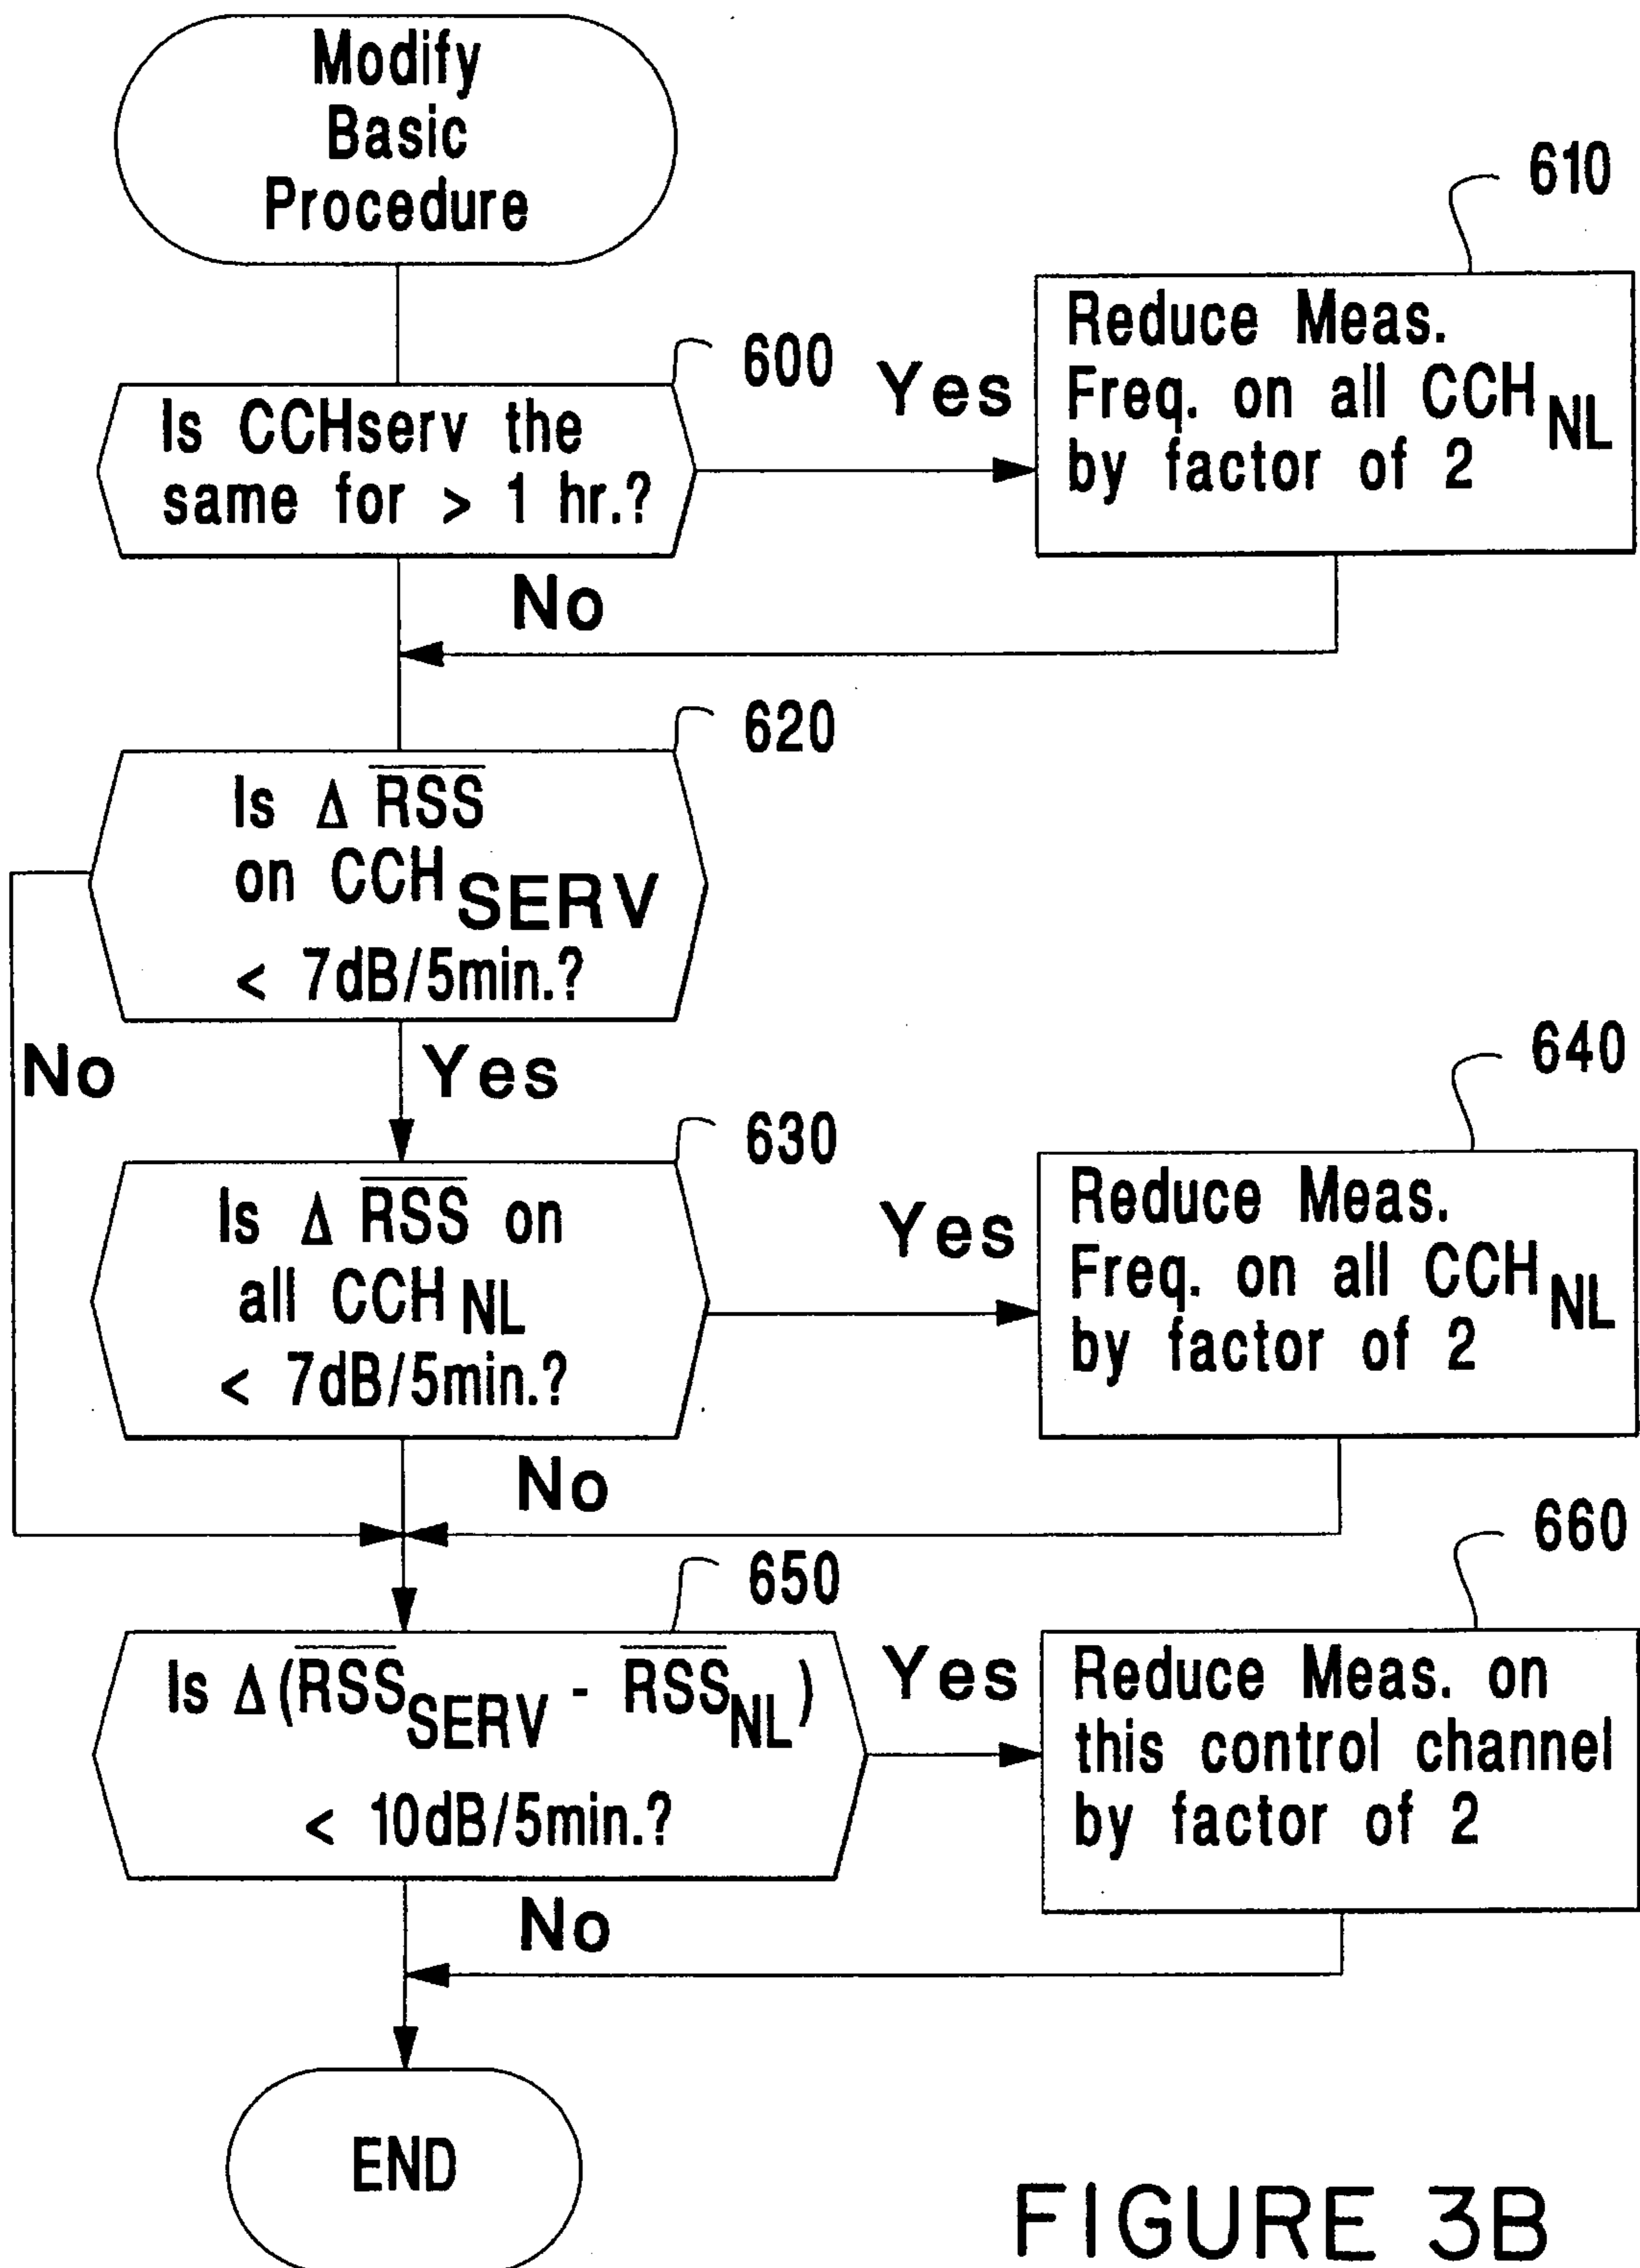 Modify
Basic
Procedure
610
Reduce Meas.
Freq. on all CCH NL
by factor of 2
600
Yes
Is CCHserv the
same for > 1 hr.?
No
620
Is Δ R̅S̅S̅
on CCH SERV
< 7dB/5min.?
No
Yes
640
630
Is Δ R̅S̅S̅ on
all CCH NL
< 7dB/5min.?
Yes
Reduce Meas.
Freq. on all CCH NL
by factor of 2
No
660
650
Is Δ(R̅S̅S̅ SERV - R̅S̅S̅ NL)
< 10dB/5min.?
Yes
Reduce Meas. on
this control channel
by factor of 2
No
END
FIGURE 3B